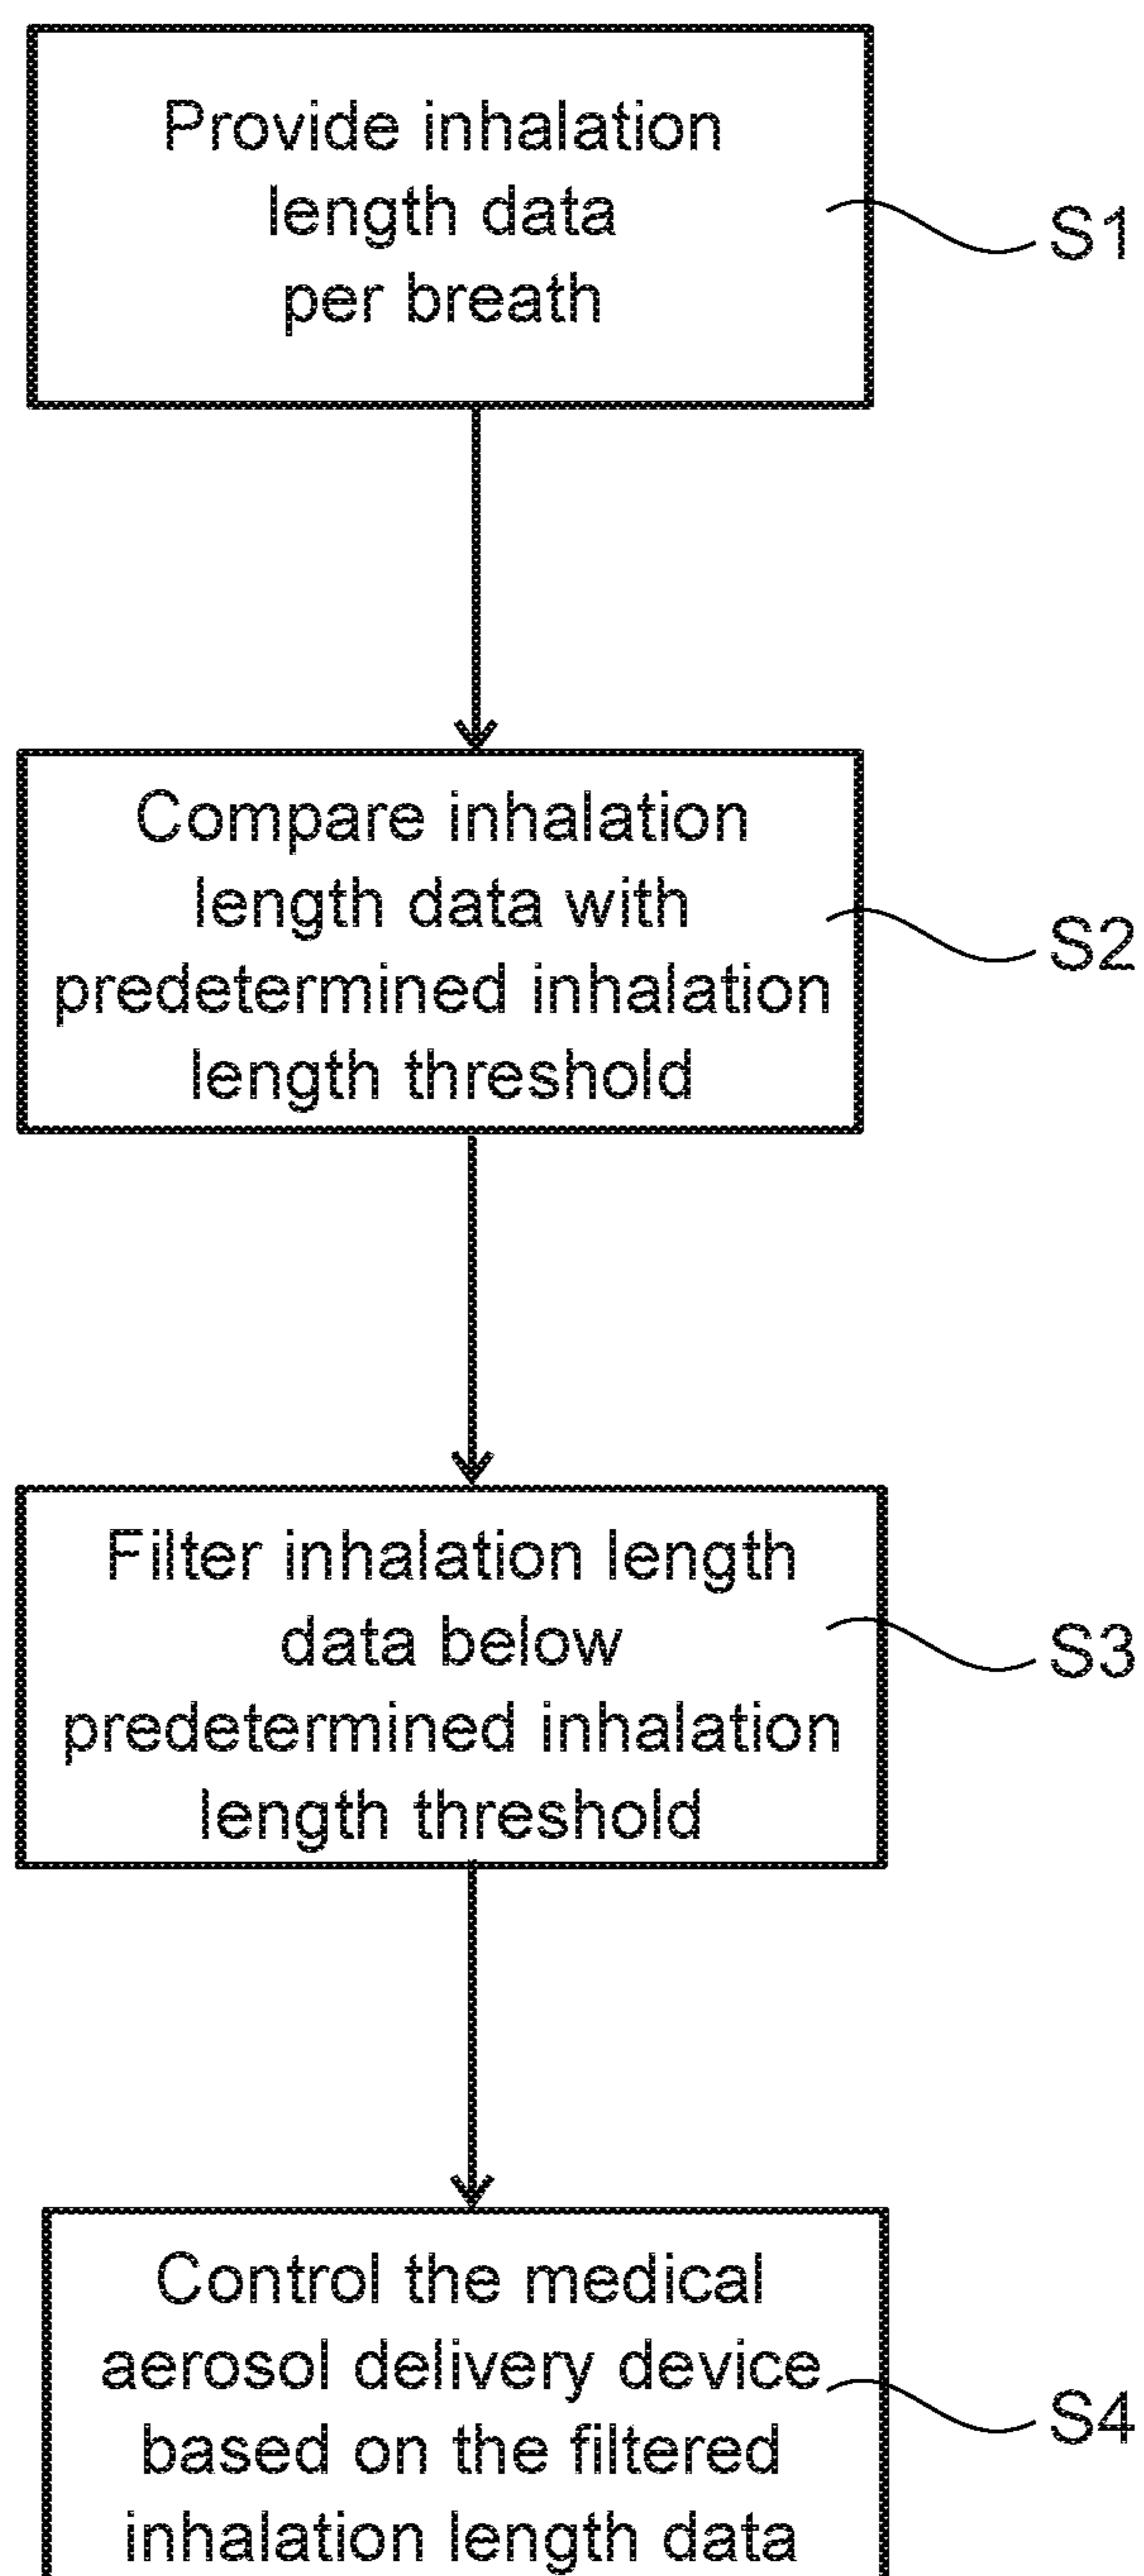 Provide inhalation
length data
per breath
S1
Compare inhalation
length data with
predetermined inhalation
length threshold
S2
Filter inhalation length
data below
predetermined inhalation
length threshold
S3
Control the medical
aerosol delivery device
based on the filtered
inhalation length data
S4